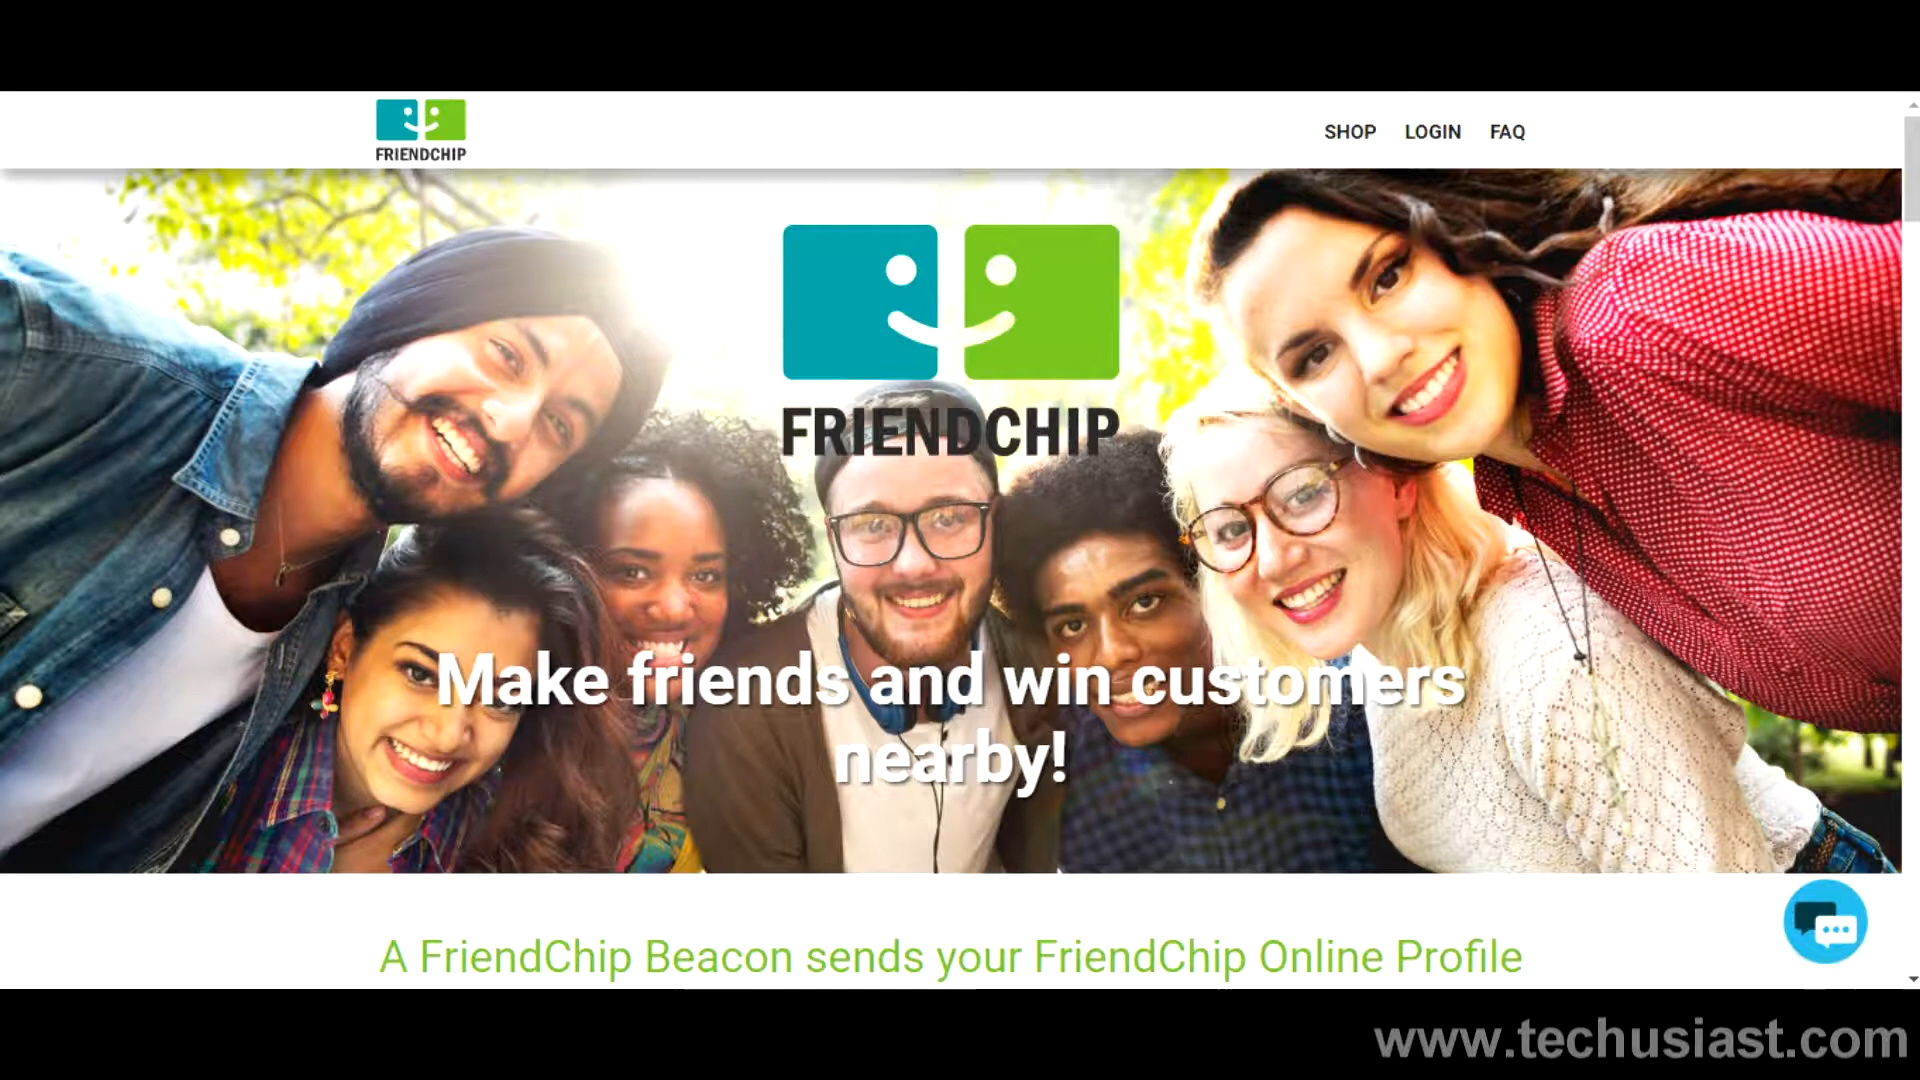 FRIENDCHIP
SHOP LOGIN FAQ
FRIENDCHIP
Make friends and win customers
nearby!
A FriendChip Beacon sends your FriendChip Online Profile
www.techusiast.com